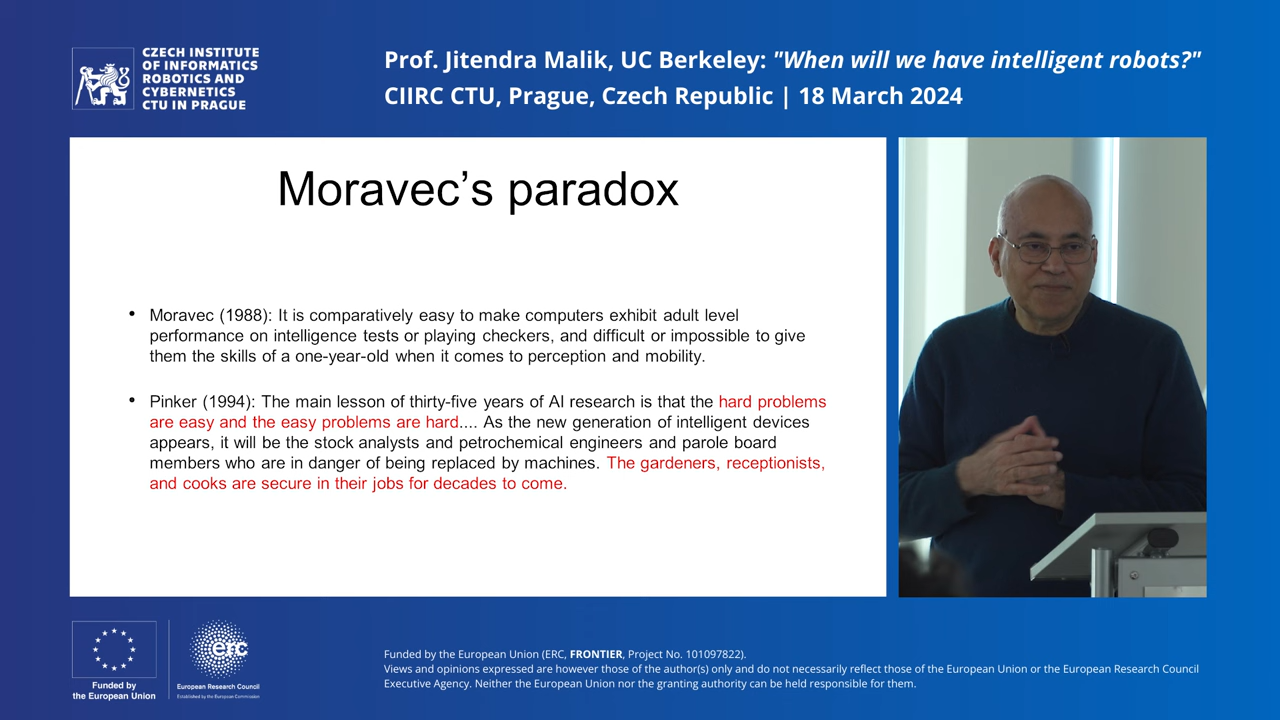 CZECH INSTITUTE
OF INFORMATICS
ROBOTICS AND
CYBERNETICS
CTU IN PRAGUE
Prof. Jitendra Malik, UC Berkeley: "When will we have intelligent robots?"
CIIRC CTU, Prague, Czech Republic | 18 March 2024
Moravec’s paradox
• Moravec (1988): It is comparatively easy to make computers exhibit adult level
performance on intelligence tests or playing checkers, and difficult or impossible to give
them the skills of a one-year-old when it comes to perception and mobility.
• Pinker (1994): The main lesson of thirty-five years of AI research is that the hard problems
are easy and the easy problems are hard.... As the new generation of intelligent devices
appears, it will be the stock analysts and petrochemical engineers and parole board
members who are in danger of being replaced by machines. The gardeners, receptionists,
and cooks are secure in their jobs for decades to come.
Funded by
the European Union
erc
European Research Council
Established by the European Commission
Funded by the European Union (ERC, FRONTIER, Project No. 101097822).
Views and opinions expressed are however those of the author(s) only and do not necessarily reflect those of the European Union or the European Research Council
Executive Agency. Neither the European Union nor the granting authority can be held responsible for them.